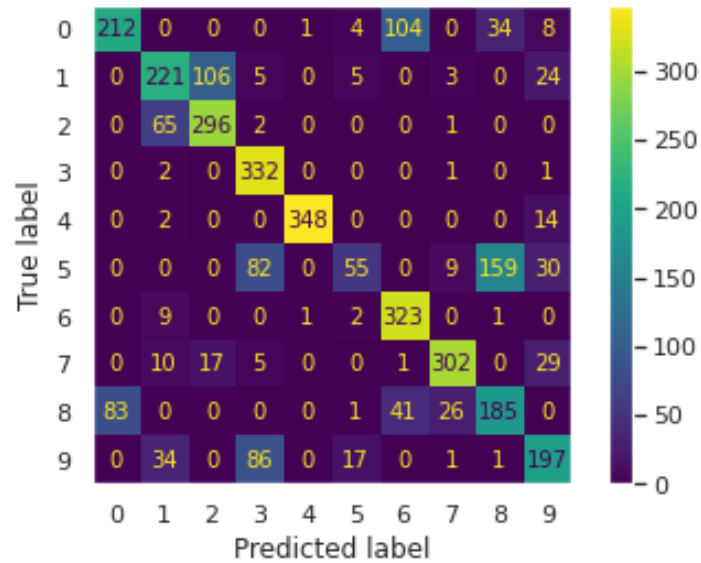 0 212 0 0 0 1 4 104 0 34 8
1 0 221 106 5 0 5 0 3 0 24
2 0 65 296 2 0 0 0 1 0 0
3 0 2 0 332 0 0 0 1 0 1
4 0 2 0 0 348 0 0 0 0 14
5 0 0 0 82 0 55 0 9 159 30
6 0 9 0 0 1 2 323 0 1 0
7 0 10 17 5 0 0 1 302 0 29
8 83 0 0 0 0 1 41 26 185 0
9 0 34 0 86 0 17 0 1 1 197
0 1 2 3 4 5 6 7 8 9
Predicted label
True label
300
250
200
150
100
50
0